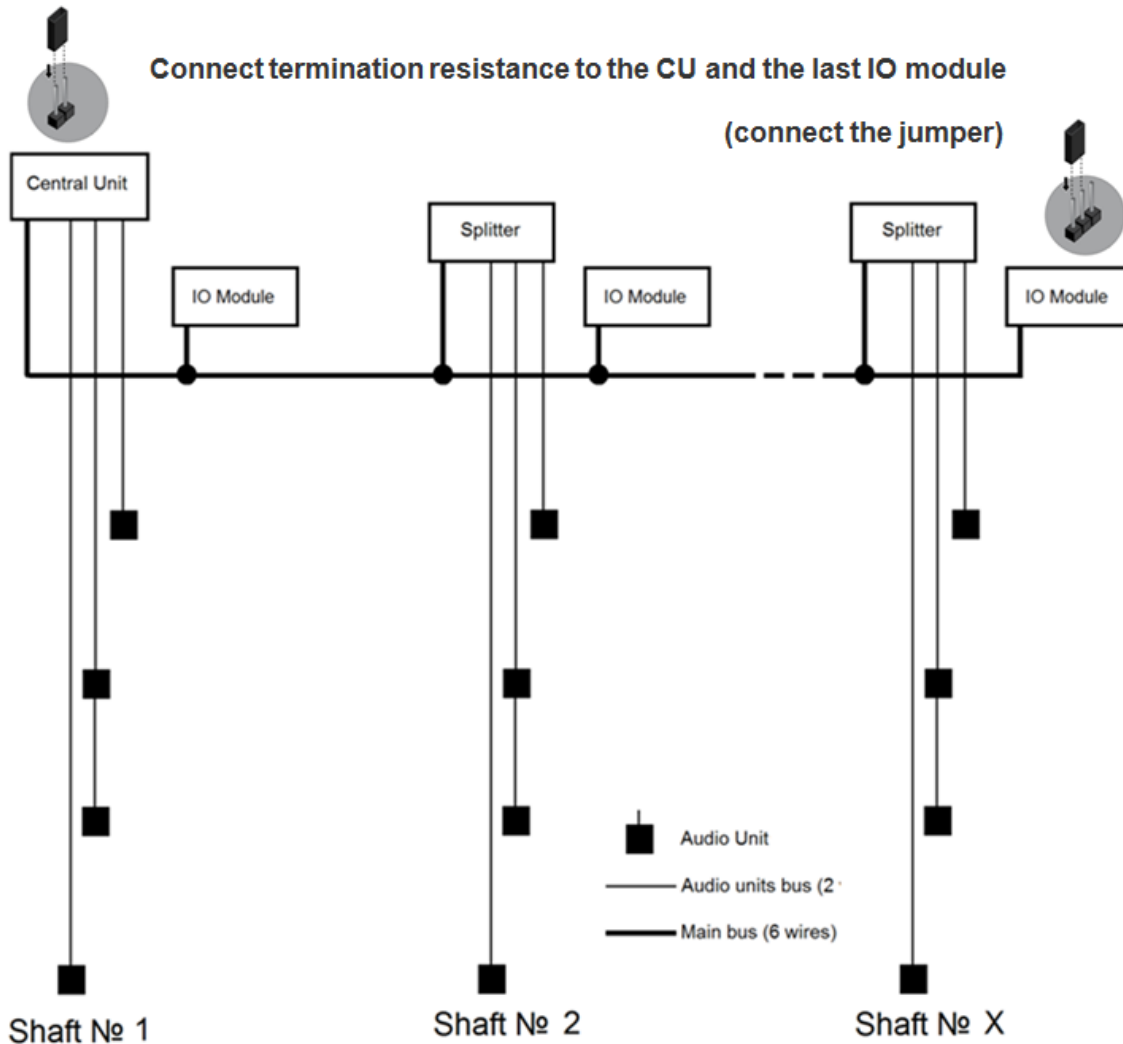 Connect termination resistance to the CU and the last IO module
(connect the jumper)
Central Unit
Splitter
Splitter
IO Module
IO Module
IO Module
Audio Unit
Audio units bus (2
Main bus (6 wires)
Shaft № 1
Shaft № 2
Shaft № X